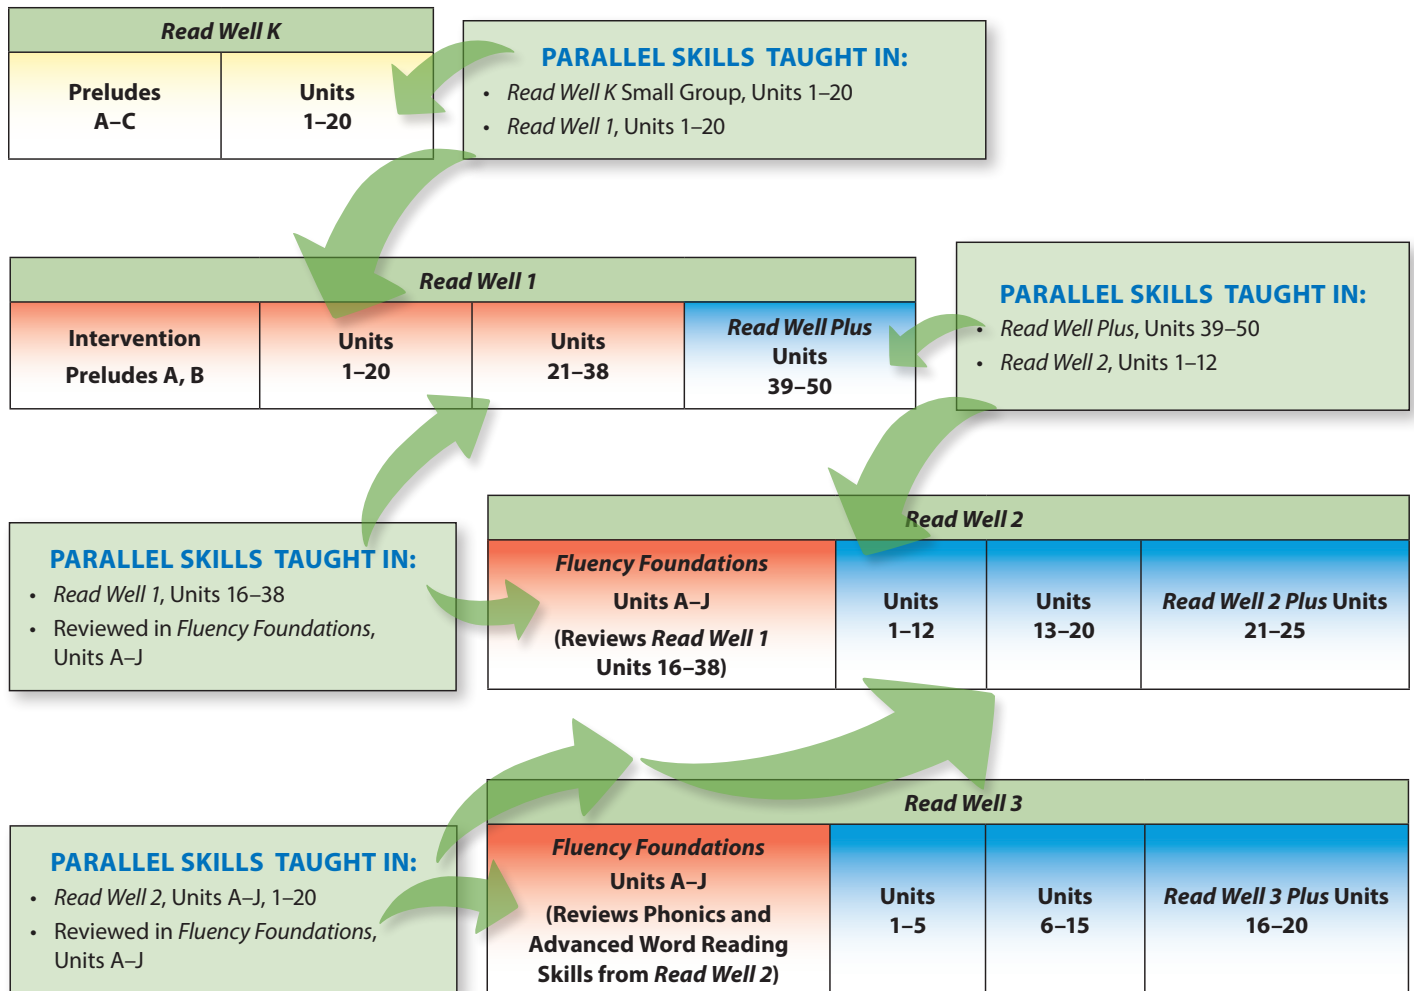 Read Well K
Preludes
A–C
Units
1–20
PARALLEL SKILLS TAUGHT IN:
• Read Well K Small Group, Units 1–20
• Read Well 1, Units 1–20
Read Well 1
Intervention
Preludes A, B
Units
1–20
Units
21–38
Read Well Plus
Units
39–50
PARALLEL SKILLS TAUGHT IN:
• Read Well Plus, Units 39–50
• Read Well 2, Units 1–12
PARALLEL SKILLS TAUGHT IN:
• Read Well 1, Units 16–38
• Reviewed in Fluency Foundations,
Units A–J
Read Well 2
Fluency Foundations
Units A–J
(Reviews Read Well 1
Units 16–38)
Units
1–12
Units
13–20
Read Well 2 Plus Units
21–25
PARALLEL SKILLS TAUGHT IN:
• Read Well 2, Units A–J, 1–20
• Reviewed in Fluency Foundations,
Units A–J
Read Well 3
Fluency Foundations
Units A–J
(Reviews Phonics and
Advanced Word Reading
Skills from Read Well 2)
Units
1–5
Units
6–15
Read Well 3 Plus Units
16–20